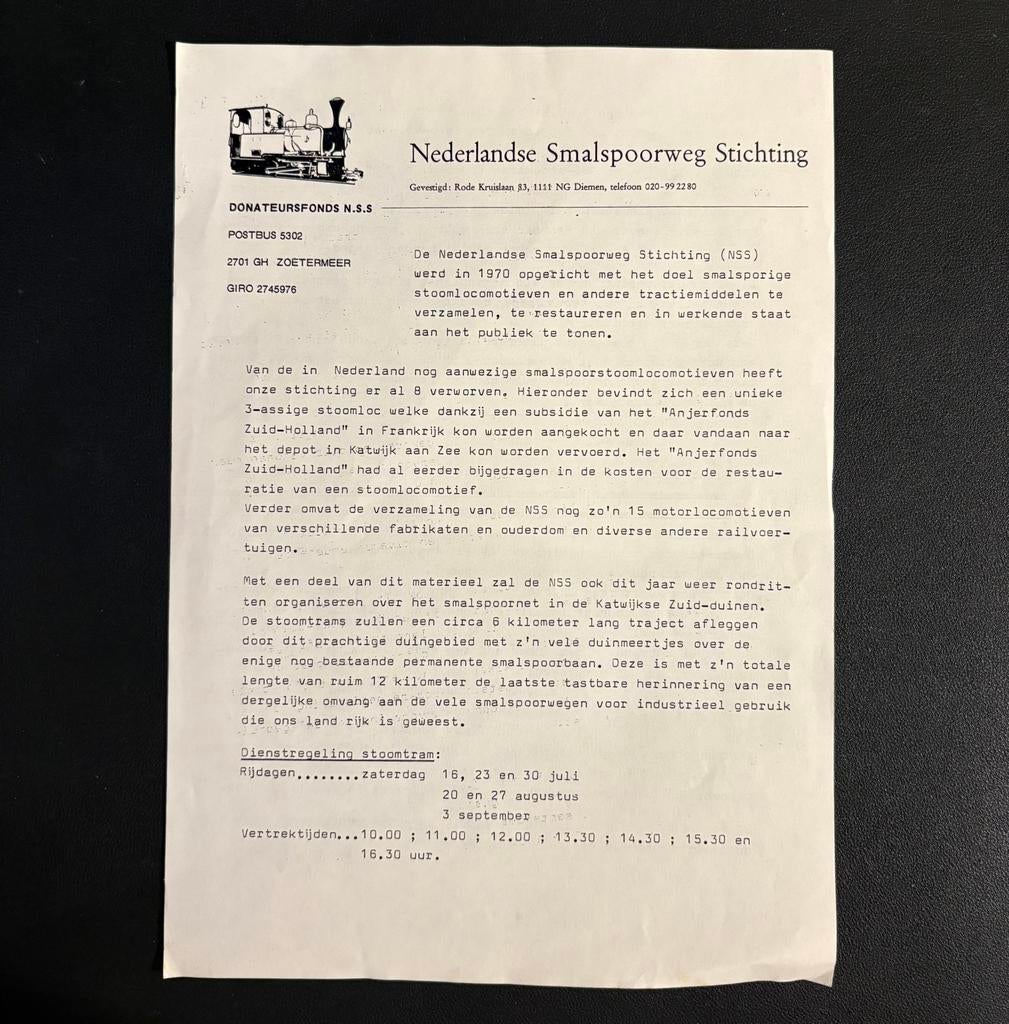 Nederlandse Smalspoorweg Stichting
Gevestigd: Rode Kruislaan 83, 1111 NG Diemen, telefoon 020-99 22 80
DONATEURSFONDS N.S.S
POSTBUS 5302
2701 GH ZOETERMEER
GIRO 2745976
De Nederlandse Smalspoorweg Stichting (NSS)
werd in 1970 opgericht met het doel smalsporige
stoomlocomotieven en andere tractiemiddelen te
verzamelen, te restaureren en in werkende staat
aan het publiek te tonen.
Van de in Nederland nog aanwezige smalspoorstoomlocomotieven heeft
onze stichting er al 8 verworven. Hieronder bevindt zich een unieke
3-assige stoomloc welke dankzij een subsidie van het "Anjerfonds
Zuid-Holland" in Frankrijk kon worden aangekocht en daar vandaan naar
het depot in Katwijk aan Zee kon worden vervoerd. Het "Anjerfonds
Zuid-Holland" had al eerder bijgedragen in de kosten voor de restau-
ratie van een stoomlocomotief.
Verder omvat de verzameling van de NSS nog zo'n 15 motorlocomotieven
van verschillende fabrikaten en ouderdom en diverse andere railvoer-
tuigen.
Met een deel van dit materieel zal de NSS ook dit jaar weer rondrit-
ten organiseren over het smalspoornet in de Katwijkse Zuid-duinen.
De stoomtrams zullen een circa 6 kilometer lang traject afleggen
door dit prachtige duingebied met z'n vele duinmeertjes over de
enige nog bestaande permanente smalspoorbaan. Deze is met z'n totale
lengte van ruim 12 kilometer de laatste tastbare herinnering van een
dergelijke omvang aan de vele smalspoorwegen voor industrieel gebruik
die ons land rijk is geweest.
Dienstregeling stoomtram:
Rijdagen........zaterdag 16, 23 en 30 juli
20 en 27 augustus
3 september
Vertrektijden...10.00 ; 11.00 ; 12.00 ; 13.30 ; 14.30 ; 15.30 en
16.30 uur.